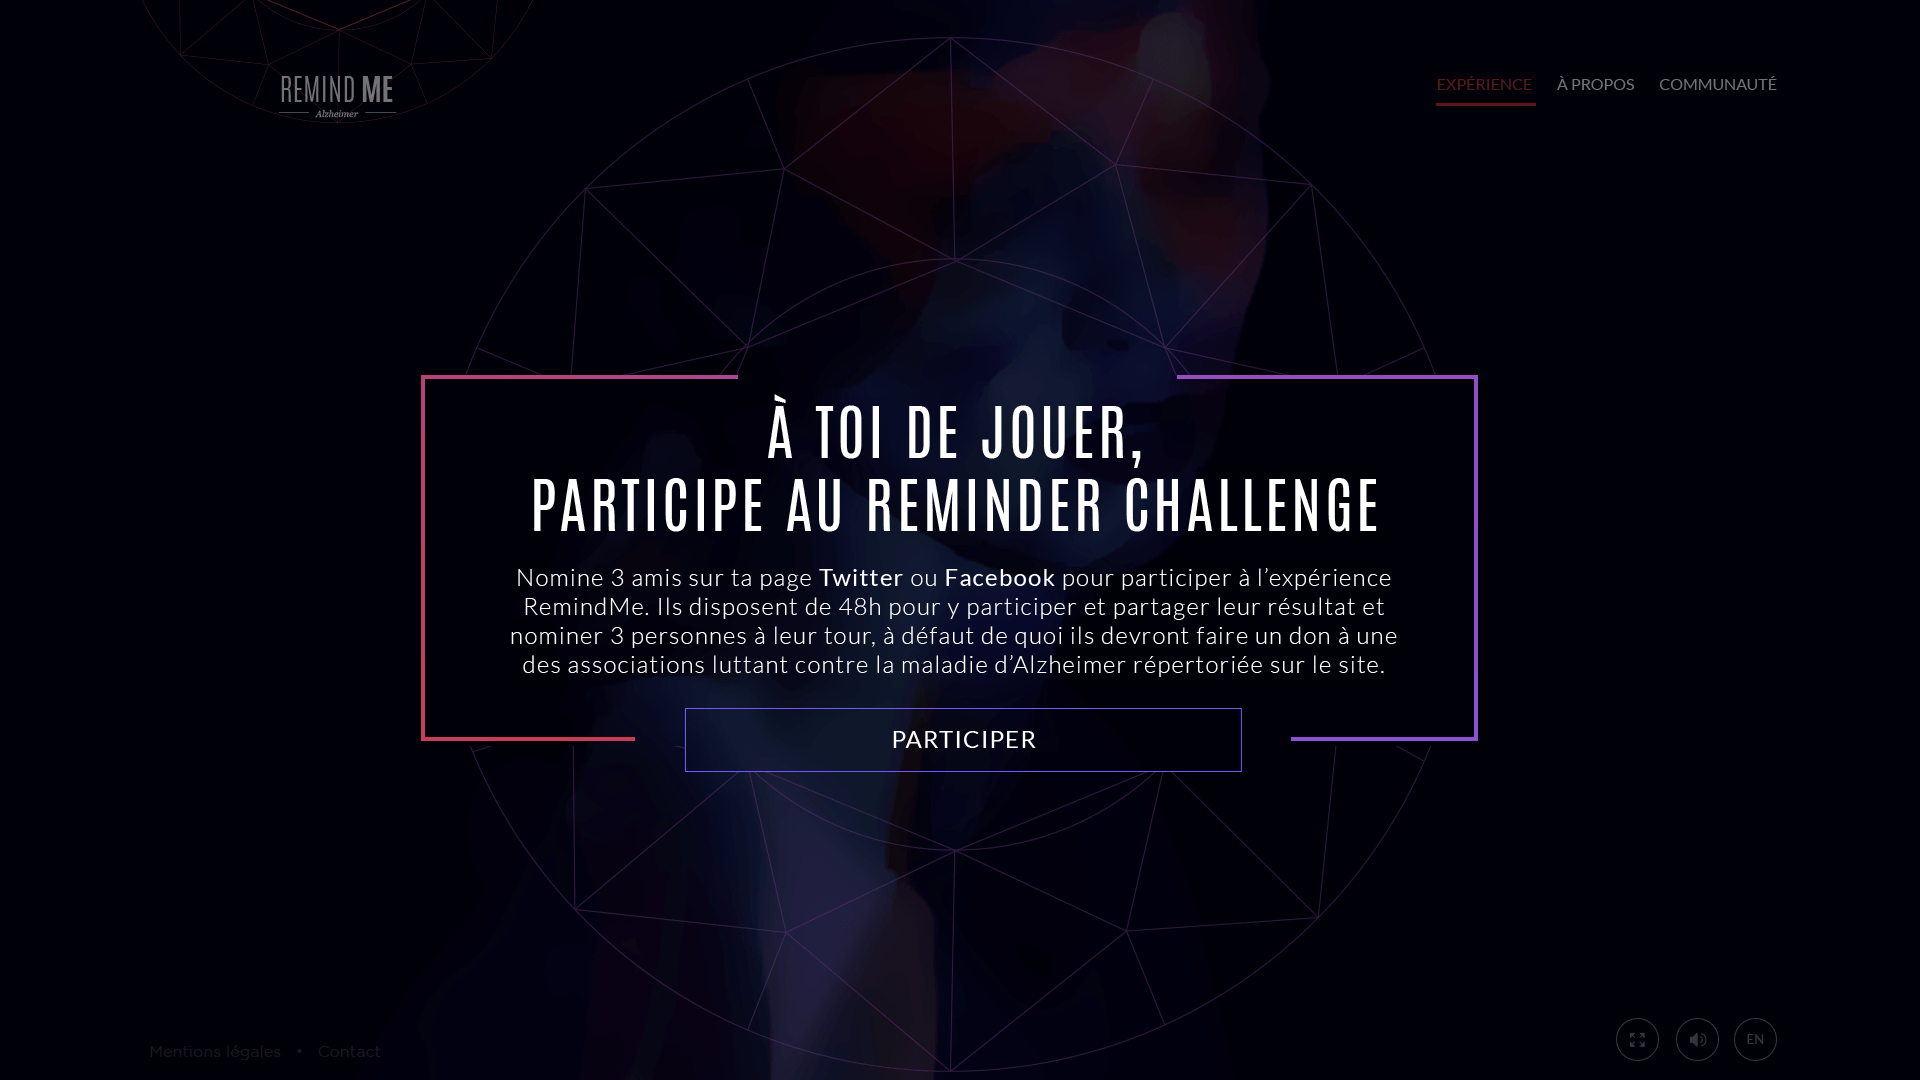 REMIND ME
Alzheimer
EXPÉRIENCE À PROPOS COMMUNAUTÉ
À TOI DE JOUER,
PARTICIPE AU REMINDER CHALLENGE
Nomine 3 amis sur ta page Twitter ou Facebook pour participer à l’expérience
RemindMe. Ils disposent de 48h pour y participer et partager leur résultat et
nominer 3 personnes à leur tour, à défaut de quoi ils devront faire un don à une
des associations luttant contre la maladie d’Alzheimer répertoriée sur le site.
PARTICIPER
Mentions légales • Contact
EN